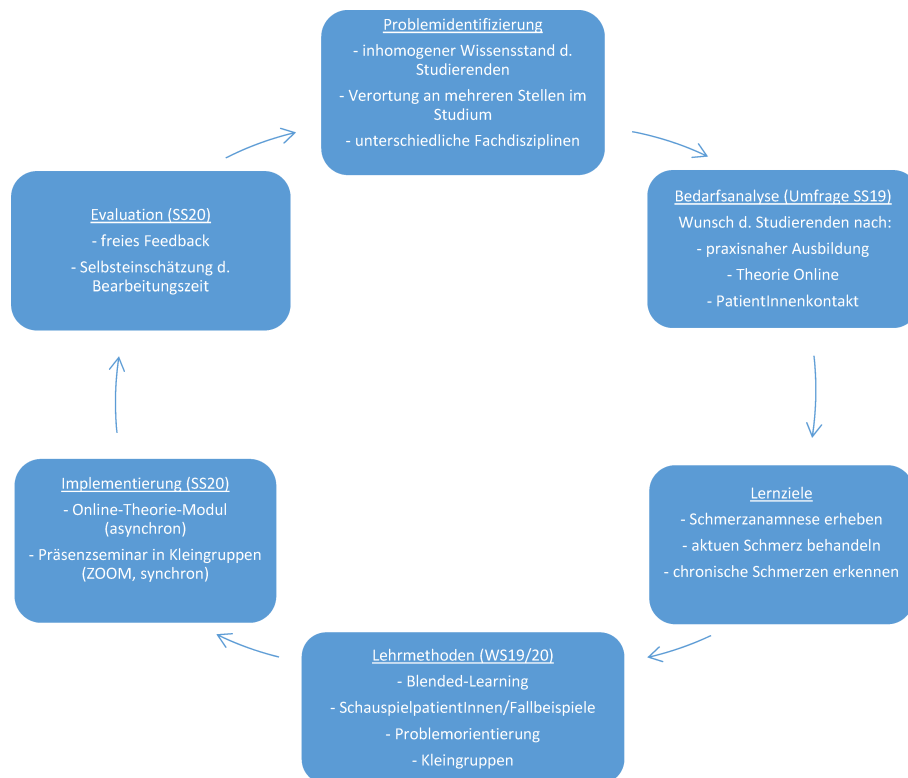 Problemidentifizierung
- inhomogener Wissensstand d.
Studierenden
- Verortung an mehreren Stellen im
Studium
- unterschiedliche Fachdisziplinen
Bedarfsanalyse (Umfrage SS19)
Wunsch d. Studierenden nach:
- praxisnaher Ausbildung
- Theorie Online
- PatientInnenkontakt
Lernziele
- Schmerzanamnese erheben
- aktuen Schmerz behandeln
- chronische Schmerzen erkennen
Lehrmethoden (WS19/20)
- Blended-Learning
- SchauspielpatientInnen/Fallbeispiele
- Problemorientierung
- Kleingruppen
Implementierung (SS20)
- Online-Theorie-Modul
(asynchron)
- Präsenzseminar in Kleingruppen
(ZOOM, synchron)
Evaluation (SS20)
- freies Feedback
- Selbsteinschätzung d.
Bearbeitungszeit